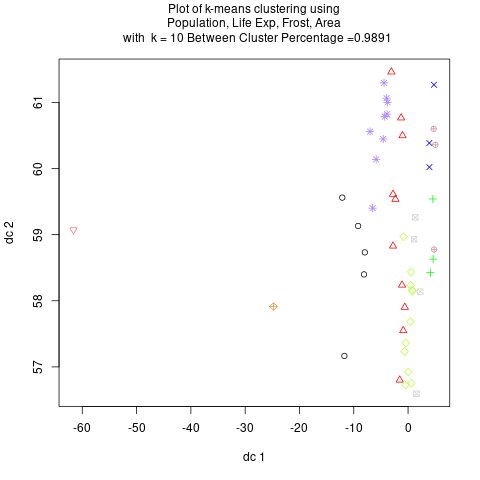 Plot of k-means clustering using
Population, Life Exp, Frost, Area
with k = 10 Between Cluster Percentage =0.9891
61
60
59
58
57
dc 2
-60 -50 -40 -30 -20 -10 0
dc 1